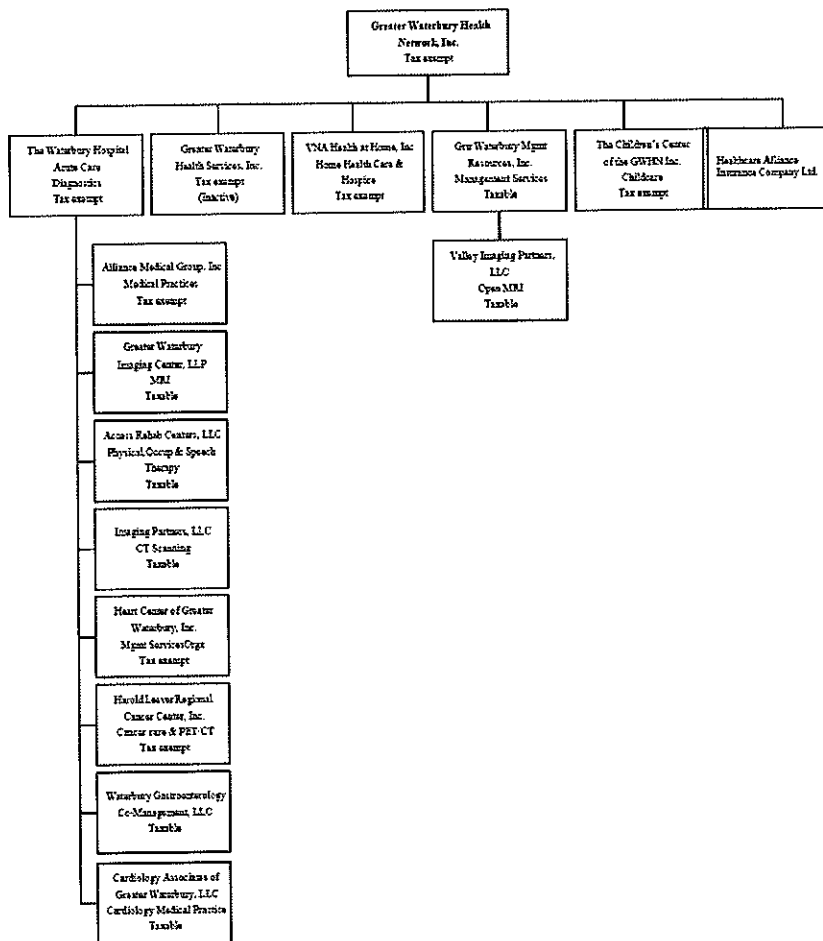 Greater Waterbury Health
Network, Inc.
Tax exempt
The Waterbury Hospital
Acute Care
Diagnostics
Tax exempt
Greater Waterbury
Health Services, Inc.
Tax exempt
(Inactive)
VNA Health at Home, Inc
Home Health Care &
Hospice
Tax exempt
Gtw Waterbury Mgmt
Resources, Inc.
Management Services
Taxable
The Children's Center
of the GWHN Inc.
Childcare
Tax exempt
Healthcare Alliance
Insurance Company Ltd.
Alliance Medical Group, Inc
Medical Practices
Tax exempt
Valley Imaging Partners,
LLC
Open MRI
Taxable
Greater Waterbury
Imaging Center, LLP
MRI
Taxable
Access Rehab Centers, LLC
Physical, Occup & Speech
Therapy
Taxable
Imaging Partners, LLC
CT Scanning
Taxable
Heart Center of Greater
Waterbury, Inc.
Mgmt Services Orgz
Tax exempt
Harold Leever Regional
Cancer Center, Inc.
Cancer care & PET/CT
Tax exempt
Waterbury Gastroenterology
Co-Management, LLC
Taxable
Cardiology Associates of
Greater Waterbury, LLC
Cardiology Medical Practice
Taxable